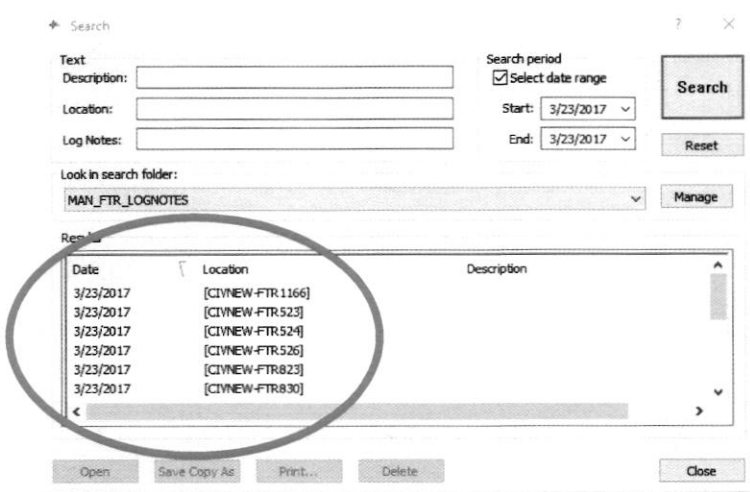 Search ?
Text
Description:
Location:
Log Notes:
Search period
Select date range
Start: 3/23/2017
End: 3/23/2017
Search
Reset
Look in search folder:
MAN_FTR_LOGNOTES
Manage
Date Location Description
3/23/2017 [CIVNEW-FTR1166]
3/23/2017 [CIVNEW-FTR523]
3/23/2017 [CIVNEW-FTR524]
3/23/2017 [CIVNEW-FTR526]
3/23/2017 [CIVNEW-FTR823]
3/23/2017 [CIVNEW-FTR830]
Open Save Copy As Print... Delete Close